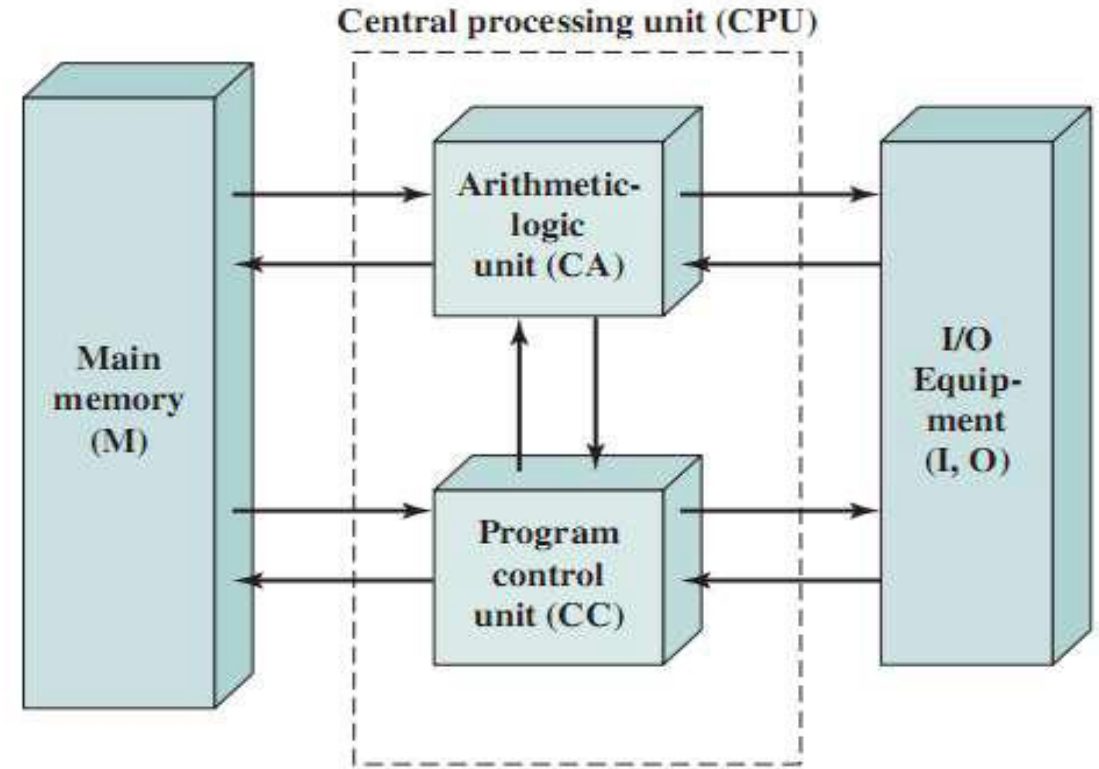 Central processing unit (CPU)
Arithmetic-
logic
unit (CA)
Main
memory
(M)
I/O
Equip-
ment
(I, O)
Program
control
unit (CC)